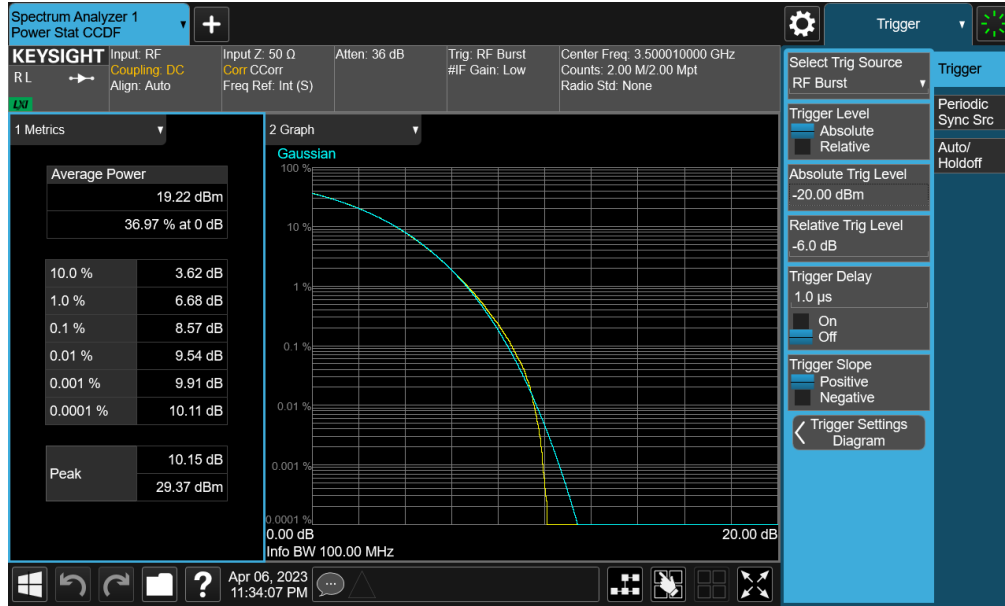 Spectrum Analyzer 1
Power Stat CCDF
+
Trigger
KEYSIGHT
R L
LXI
Input: RF
Coupling: DC
Align: Auto
Input Z: 50 Ω
Corr CCorr
Freq Ref: Int (S)
Atten: 36 dB
Trig: RF Burst
#IF Gain: Low
Center Freq: 3.500010000 GHz
Counts: 2.00 M/2.00 Mpt
Radio Std: None
1 Metrics
Average Power
19.22 dBm
36.97 % at 0 dB
10.0 % 3.62 dB
1.0 % 6.68 dB
0.1 % 8.57 dB
0.01 % 9.54 dB
0.001 % 9.91 dB
0.0001 % 10.11 dB
Peak
10.15 dB
29.37 dBm
2 Graph
Gaussian
100 %
10 %
1 %
0.1 %
0.01 %
0.001 %
0.0001 %
0.00 dB 20.00 dB
Info BW 100.00 MHz
Select Trig Source
RF Burst
Trigger Level
Absolute
Relative
Absolute Trig Level
-20.00 dBm
Relative Trig Level
-6.0 dB
Trigger Delay
1.0 µs
On
Off
Trigger Slope
Positive
Negative
Trigger Settings
Diagram
Trigger
Periodic
Sync Src
Auto/
Holdoff
?
Apr 06, 2023
11:34:07 PM